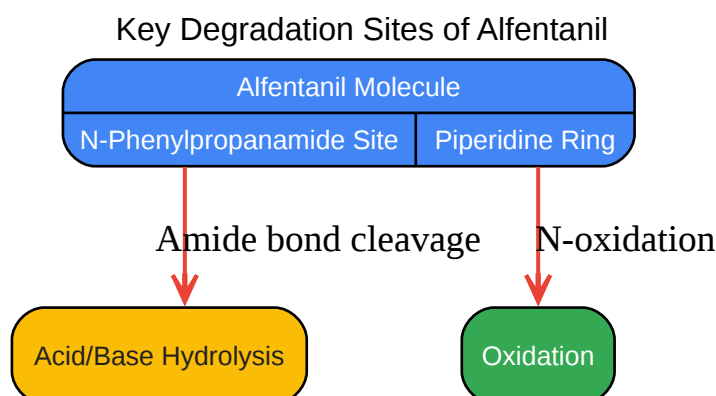 Key Degradation Sites of Alfentanil
Alfentanil Molecule
N-Phenylpropanamide Site
Piperidine Ring
Amide bond cleavage
N-oxidation
Acid/Base Hydrolysis
Oxidation